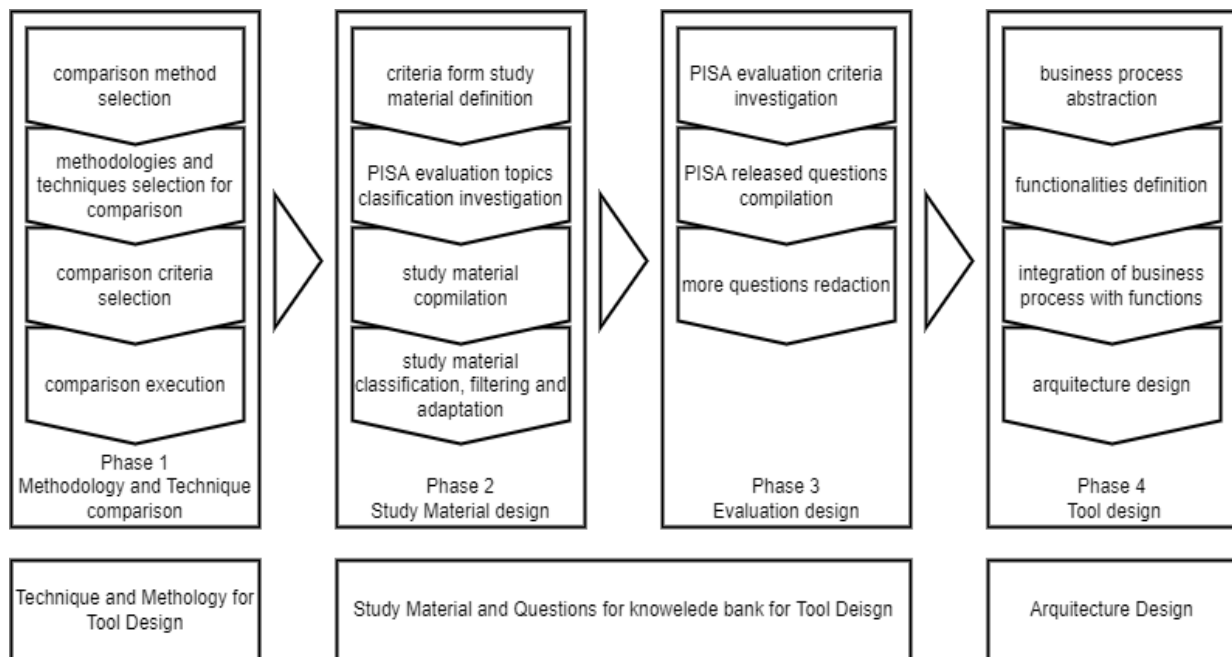 comparison method
selection
methodologies and
techniques selection for
comparison
comparison criteria
selection
comparison execution
Phase 1
Methodology and Technique
comparison
criteria form study
material definition
PISA evaluation topics
clasification investigation
study material
copmilation
study material
classification, filtering and
adaptation
Phase 2
Study Material design
PISA evaluation criteria
investigation
PISA released questions
compilation
more questions redaction
Phase 3
Evaluation design
business process
abstraction
functionalities definition
integration of business
process with functions
arquitecture design
Phase 4
Tool design
Technique and Methology for
Tool Design
Study Material and Questions for knowelede bank for Tool Deisgn
Arquitecture Design